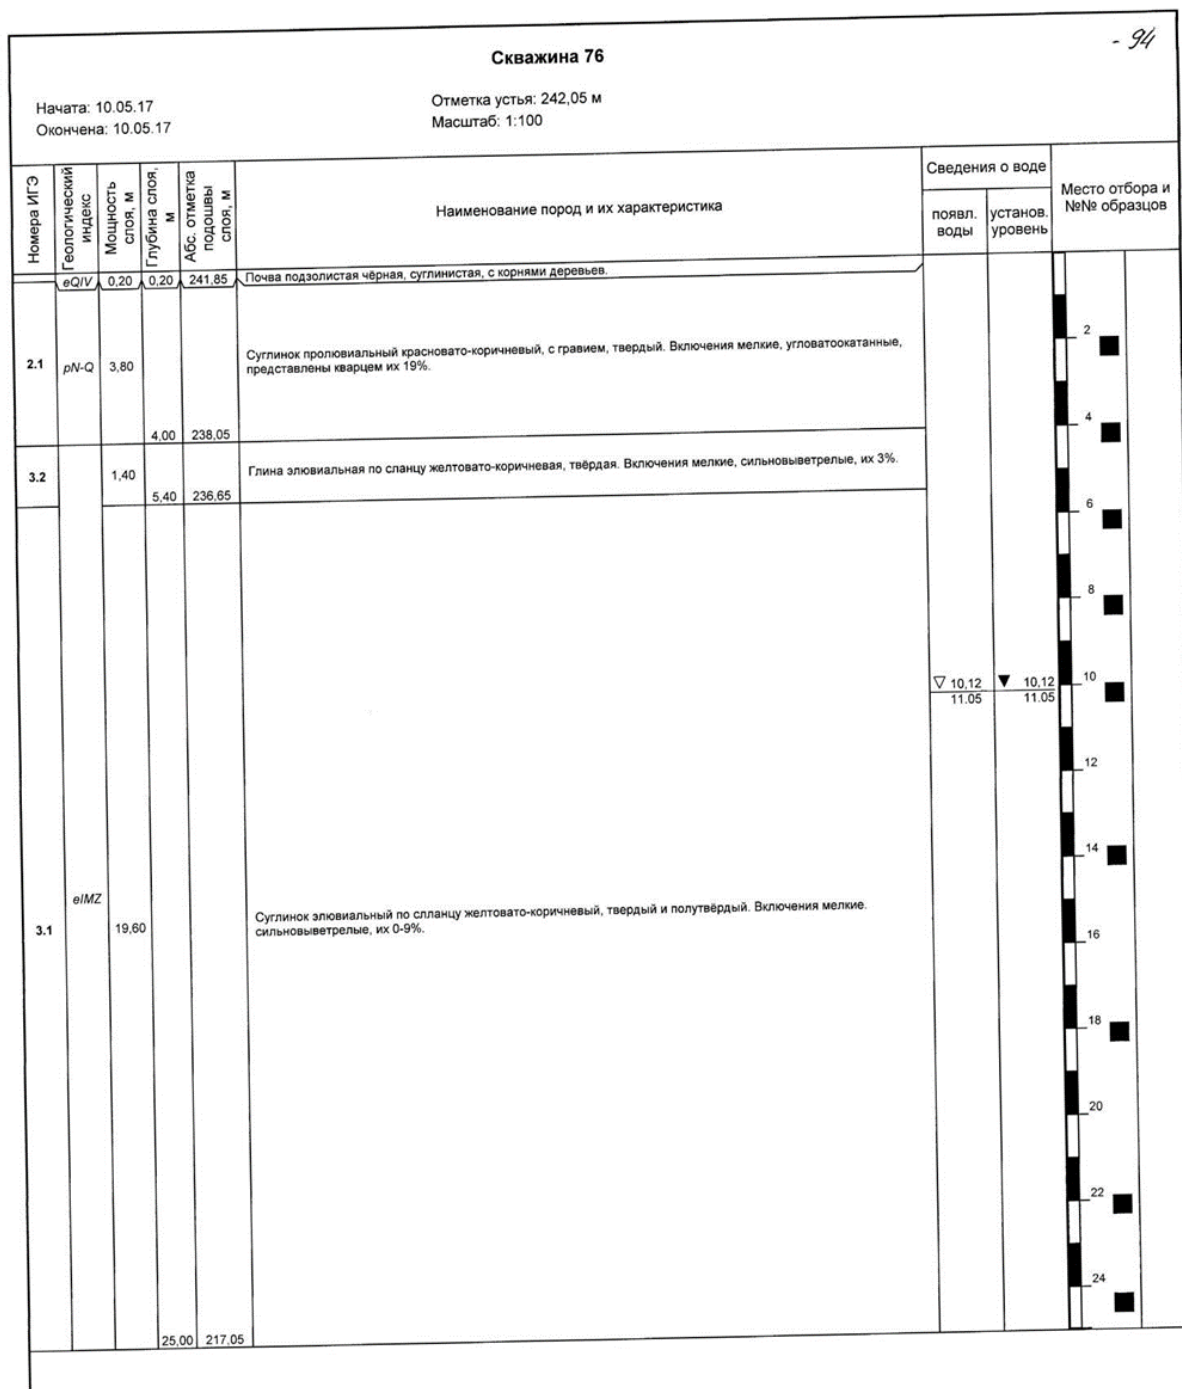 - 94
Скважина 76
Начата: 10.05.17
Окончена: 10.05.17
Отметка устья: 242,05 м
Масштаб: 1:100
Номера ИГЭ
Геологический
индекс
Мощность
слоя, м
Глубина слоя,
м
Абс. отметка
подошвы
слоя, м
Наименование пород и их характеристика
Сведения о воде
появл.
воды
установ.
уровень
Место отбора и
№№ образцов
eQIV 0,20 0,20 241,85 Почва подзолистая чёрная, суглинистая, с корнями деревьев.
2.1 pN-Q 3,80
Суглинок пролювиальный красновато-коричневый, с гравием, твердый. Включения мелкие, угловатоокатанные,
представлены кварцем их 19%.
4,00 238,05
3.2 1,40 Глина элювиальная по сланцу желтовато-коричневая, твёрдая. Включения мелкие, сильновыветрелые, их 3%.
5,40 236,65
10,12 10,12
11.05 11.05
eIMZ
3.1 19,60
Суглинок элювиальный по слланцу желтовато-коричневый, твердый и полутвёрдый. Включения мелкие.
сильновыветрелые, их 0-9%.
25,00 217,05
2
4
6
8
10
12
14
16
18
20
22
24